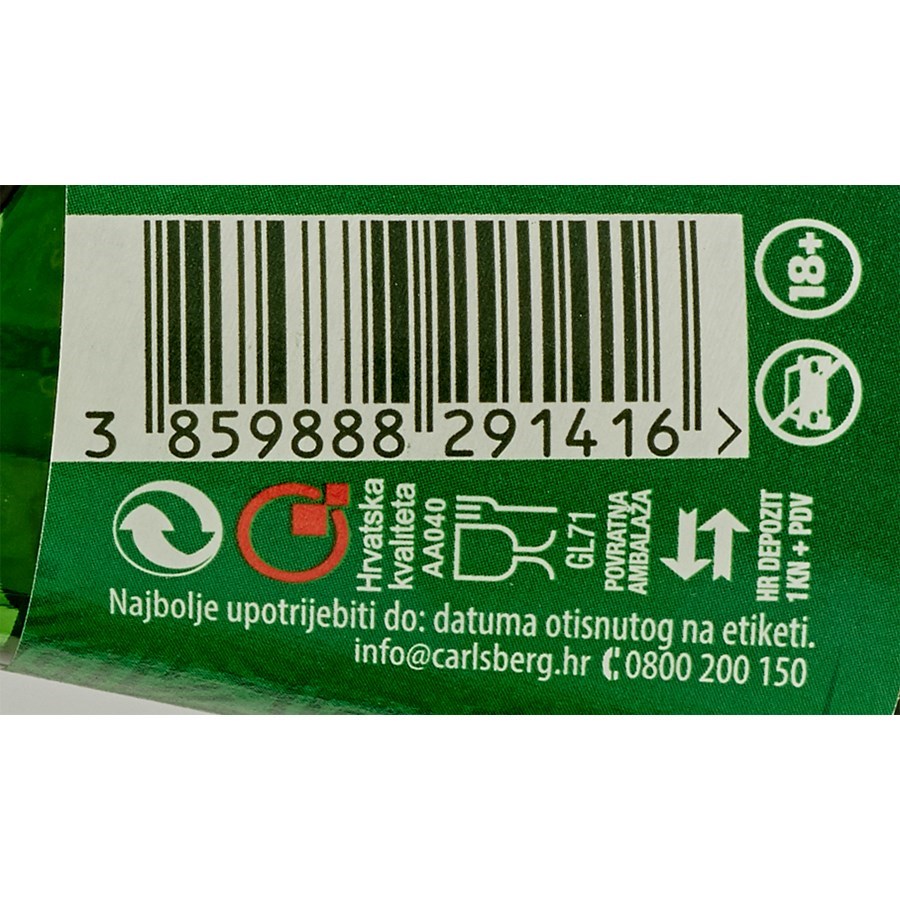 3 859888 291416 >
18+
Hrvatska
kvaliteta
AA040
GL71
POVRATNA
AMBALAŽA
HR DEPOZIT
1KN + PDV
Najbolje upotrijebiti do: datuma otisnutog na etiketi.
info@carlsberg.hr 0800 200 150